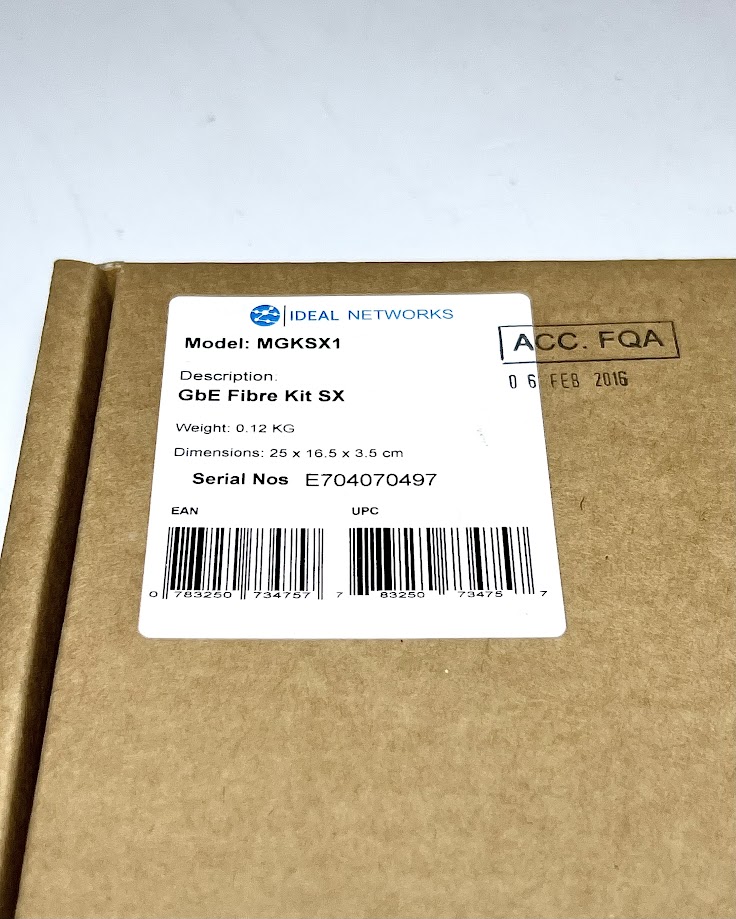 IDEAL NETWORKS
Model: MGKSX1
ACC. FQA
06 FEB 2016
Description.
GbE Fibre Kit SX
Weight: 0.12 KG
Dimensions: 25 x 16.5 x 3.5 cm
Serial Nos E704070497
EAN UPC
0 783250 734757 7 83250 73475 7